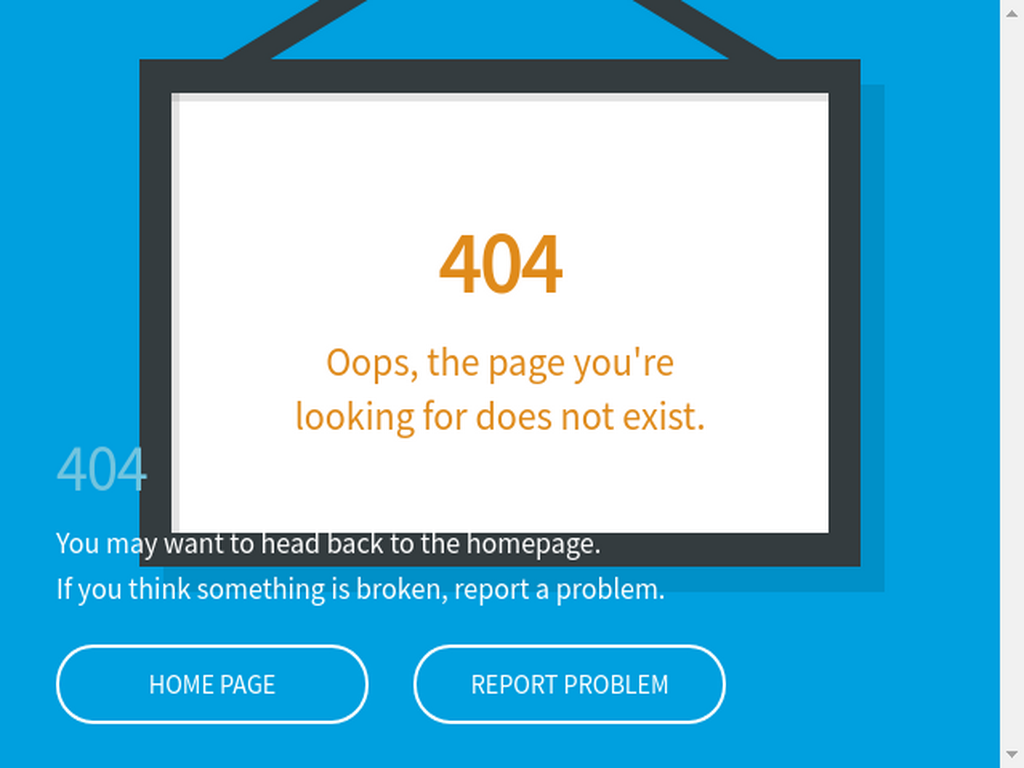 404
Oops, the page you're
looking for does not exist.
404
You may want to head back to the homepage.
If you think something is broken, report a problem.
HOME PAGE
REPORT PROBLEM